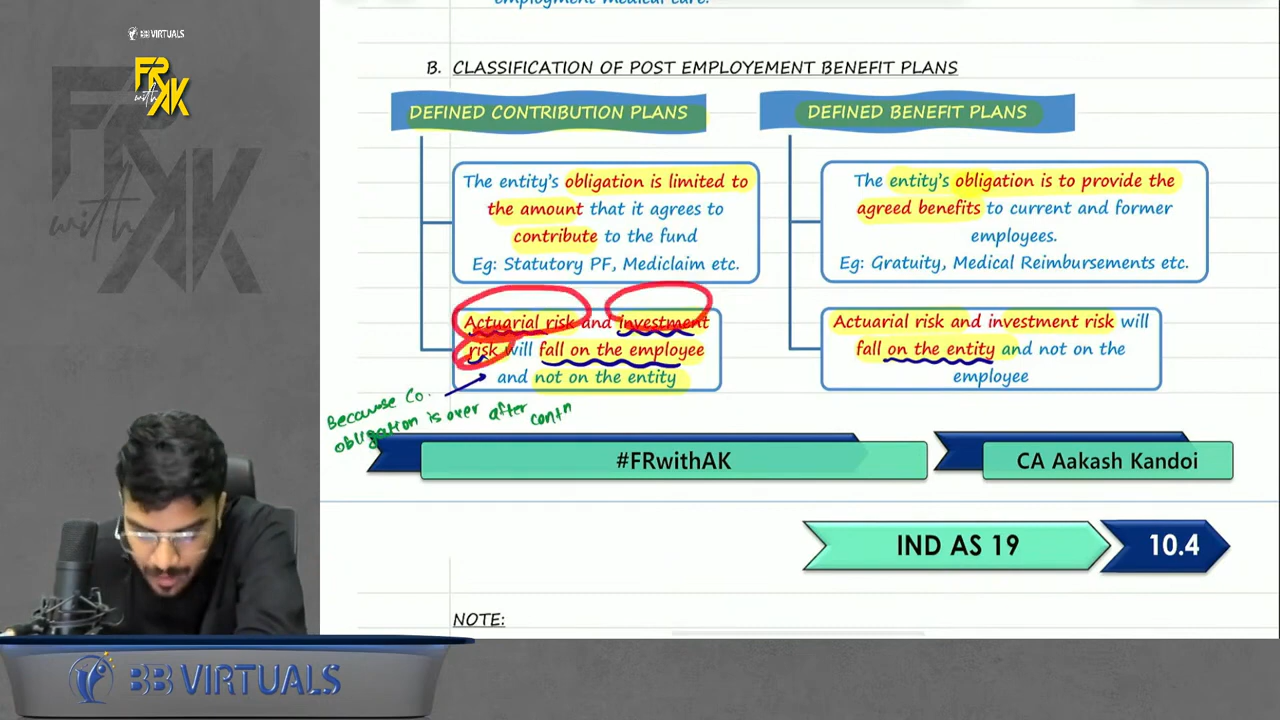 BB VIRTUALS
FR
with
AK
FR
with
AK
employment medical care.
B. CLASSIFICATION OF POST EMPLOYEMENT BENEFIT PLANS
DEFINED CONTRIBUTION PLANS
The entity's obligation is limited to
the amount that it agrees to
contribute to the fund
Eg: Statutory PF, Mediclaim etc.
Actuarial risk and investment
risk will fall on the employee
and not on the entity
Because Co.
obligation is over after contn
DEFINED BENEFIT PLANS
The entity's obligation is to provide the
agreed benefits to current and former
employees.
Eg: Gratuity, Medical Reimbursements etc.
Actuarial risk and investment risk will
fall on the entity and not on the
employee
#FRwithAK
CA Aakash Kandoi
IND AS 19
10.4
NOTE:
BB VIRTUALS